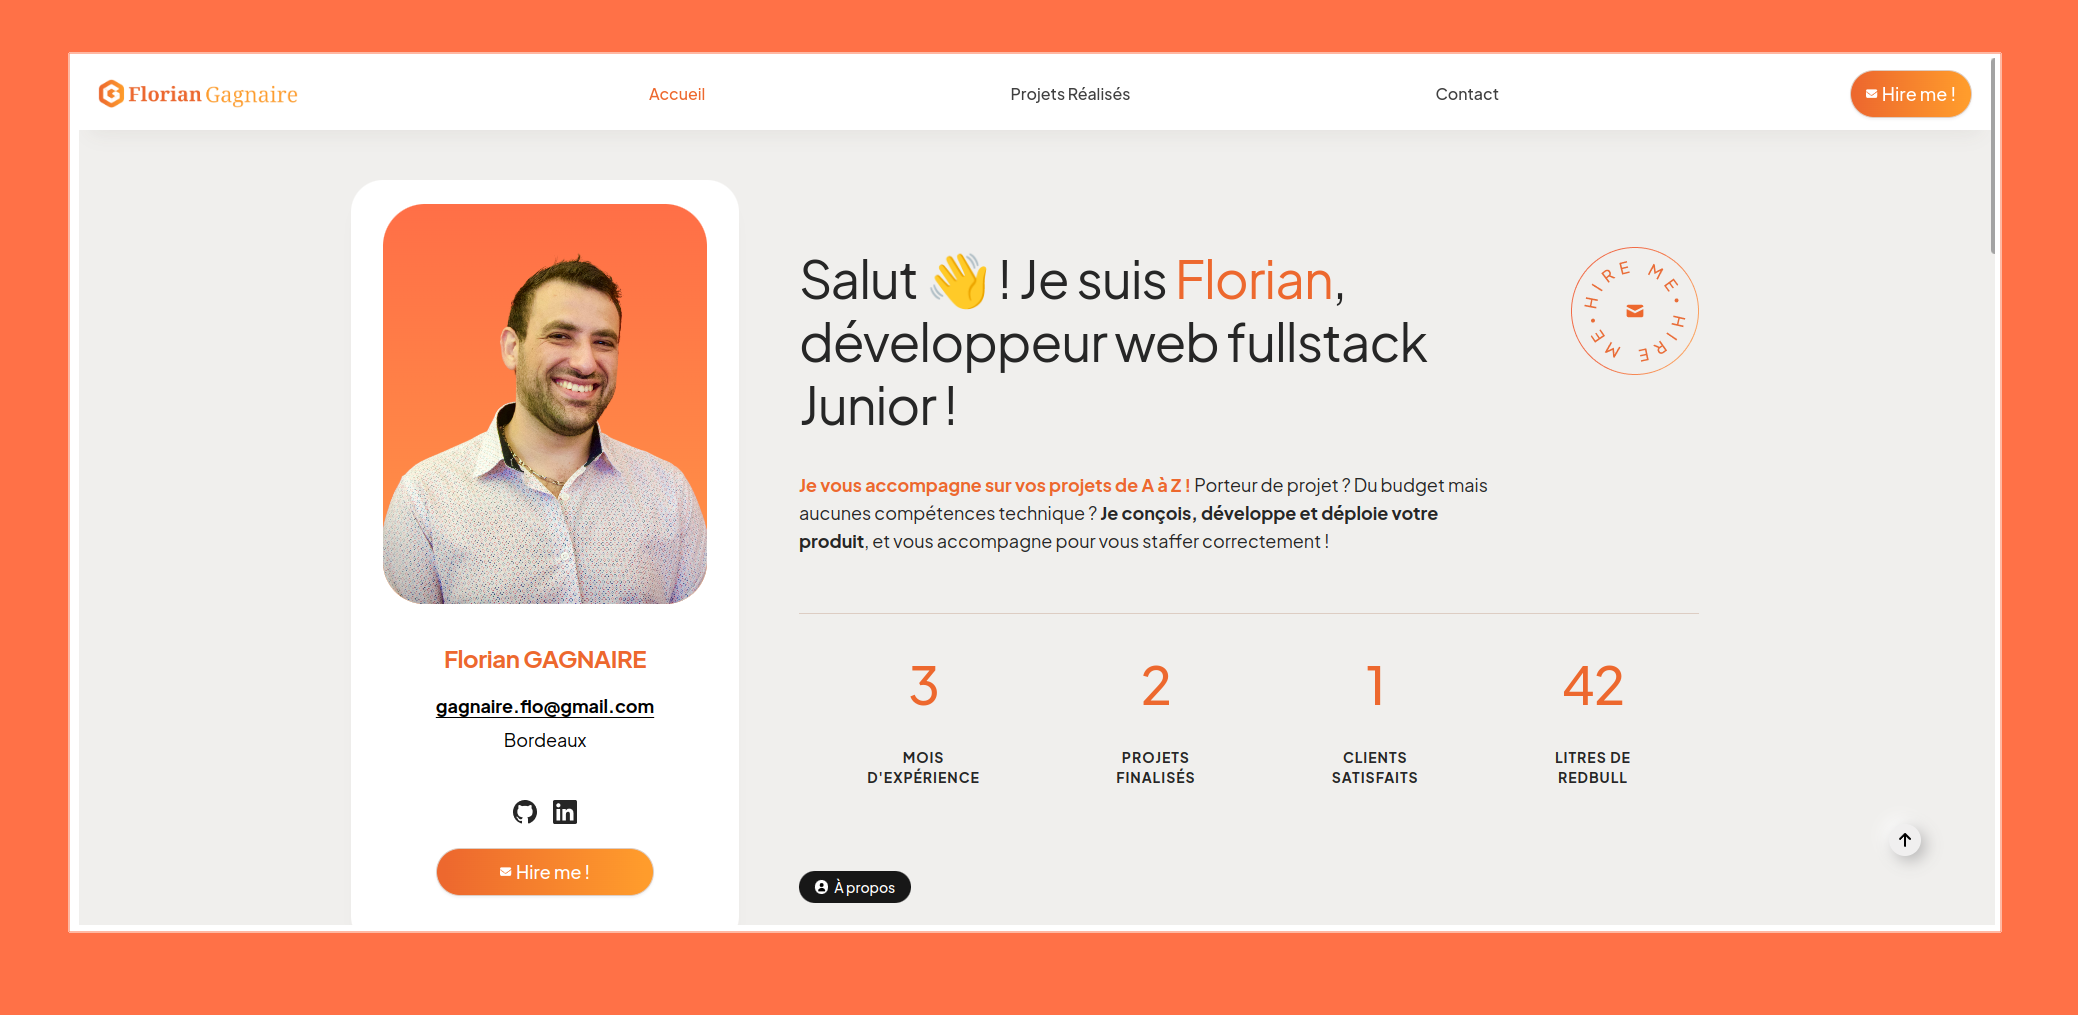 Florian Gagnaire
Accueil
Projets Réalisés
Contact
Hire me !
Salut 👋 ! Je suis Florian,
développeur web fullstack
Junior !
HIRE ME • HIRE ME •
Je vous accompagne sur vos projets de A à Z ! Porteur de projet ? Du budget mais
aucunes compétences technique ? Je conçois, développe et déploie votre
produit, et vous accompagne pour vous staffer correctement !
Florian GAGNAIRE
gagnaire.flo@gmail.com
Bordeaux
in
Hire me !
3
MOIS
D'EXPÉRIENCE
2
PROJETS
FINALISÉS
1
CLIENTS
SATISFAITS
42
LITRES DE
REDBULL
À propos